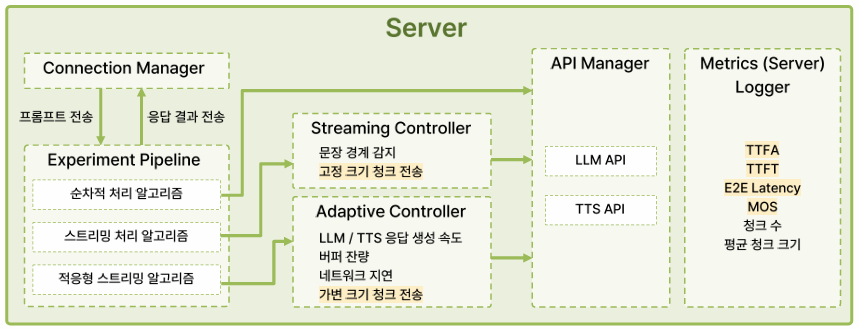 Server
Connection Manager
프롬프트 전송
응답 결과 전송
Experiment Pipeline
순차적 처리 알고리즘
스트리밍 처리 알고리즘
적응형 스트리밍 알고리즘
Streaming Controller
문장 경계 감지
고정 크기 청크 전송
Adaptive Controller
LLM / TTS 응답 생성 속도
버퍼 잔량
네트워크 지연
가변 크기 청크 전송
API Manager
LLM API
TTS API
Metrics (Server)
Logger
TTFA
TTFT
E2E Latency
MOS
청크 수
평균 청크 크기